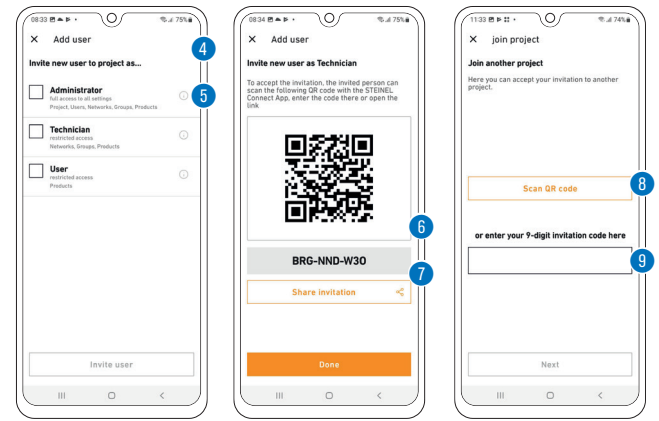 08:33
75%
× Add user
4
Invite new user to project as...
Administrator
full access to all settings
Project, Users, Networks, Groups, Products
5
Technician
restricted access
Networks, Groups, Products
User
restricted access
Products
Invite user
08:34
75%
× Add user
Invite new user as Technician
To accept the invitation, the invited person can
scan the following QR code with the STEINEL
Connect App, enter the code there or open the
link
6
BRG-NND-W30
7
Share invitation
Done
11:33
74%
× join project
Join another project
Here you can accept your invitation to another
project.
Scan QR code
8
or enter your 9-digit invitation code here
9
Next